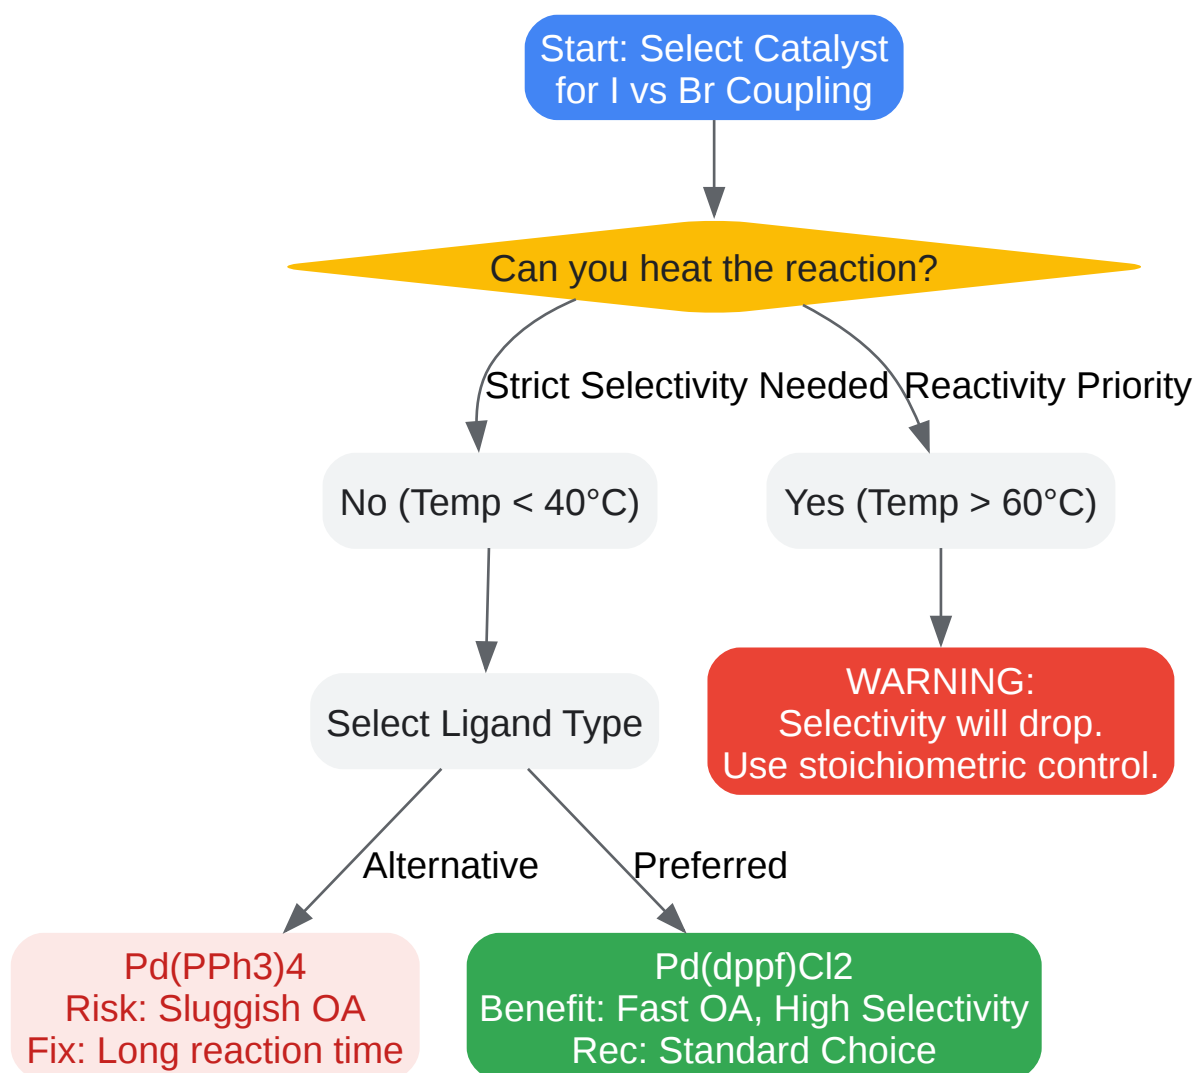 Start: Select Catalyst
for I vs Br Coupling
Can you heat the reaction?
Strict Selectivity Needed
Reactivity Priority
No (Temp < 40°C)
Yes (Temp > 60°C)
Select Ligand Type
WARNING:
Selectivity will drop.
Use stoichiometric control.
Alternative
Preferred
Pd(PPh3)4
Risk: Sluggish OA
Fix: Long reaction time
Pd(dppf)Cl2
Benefit: Fast OA, High Selectivity
Rec: Standard Choice